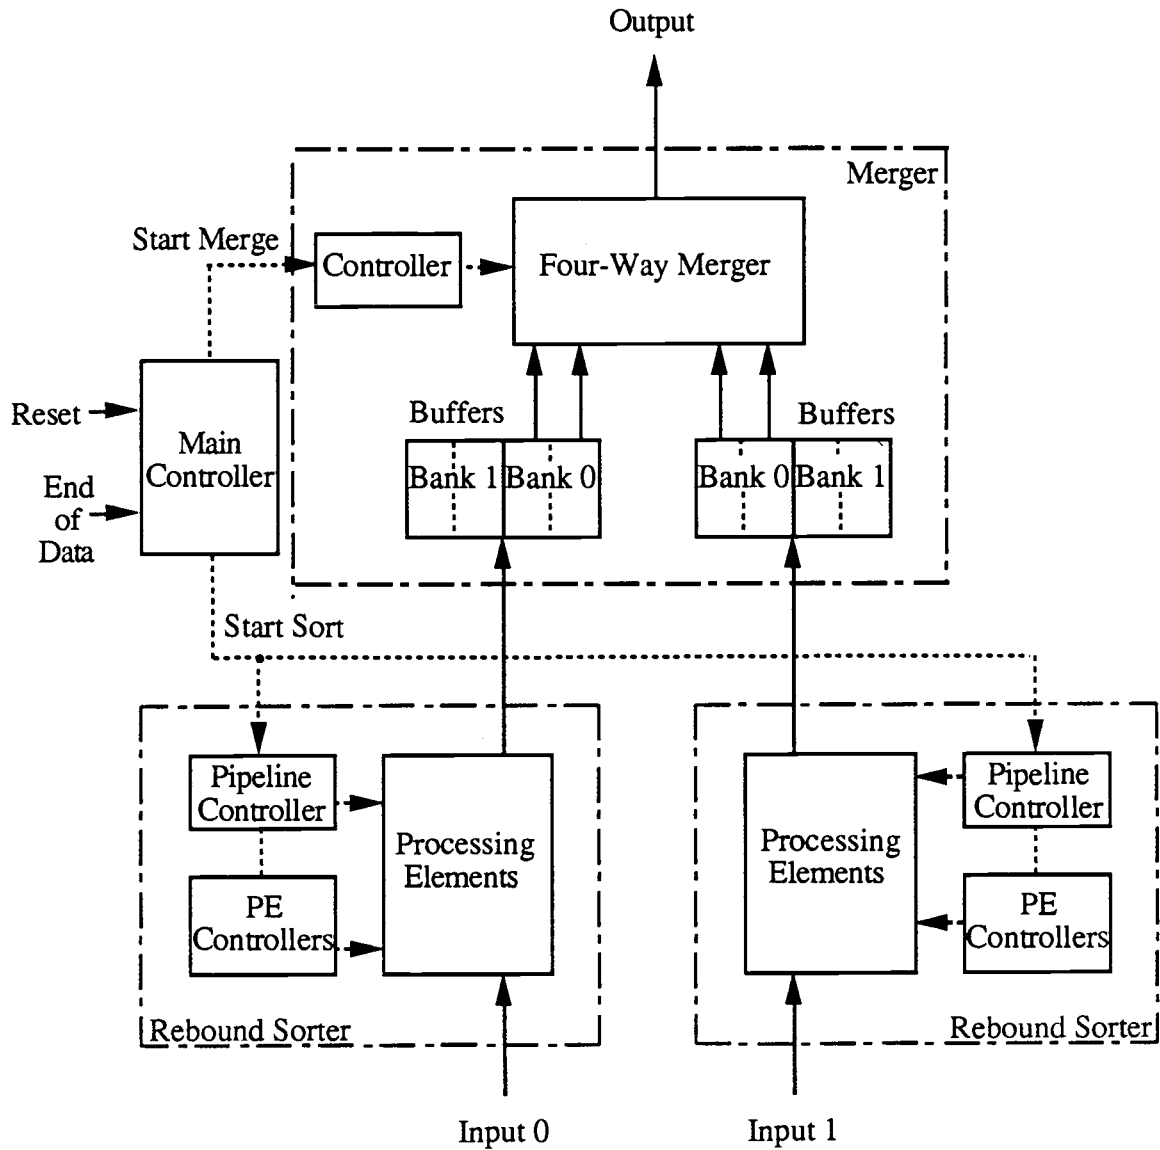 Output
Merger
Start Merge
Controller
Four-Way Merger
Reset
Main
Controller
End
of
Data
Buffers
Buffers
Bank 1
Bank 0
Bank 0
Bank 1
Start Sort
Pipeline
Controller
Processing
Elements
PE
Controllers
Rebound Sorter
Processing
Elements
Pipeline
Controller
PE
Controllers
Rebound Sorter
Input 0
Input 1